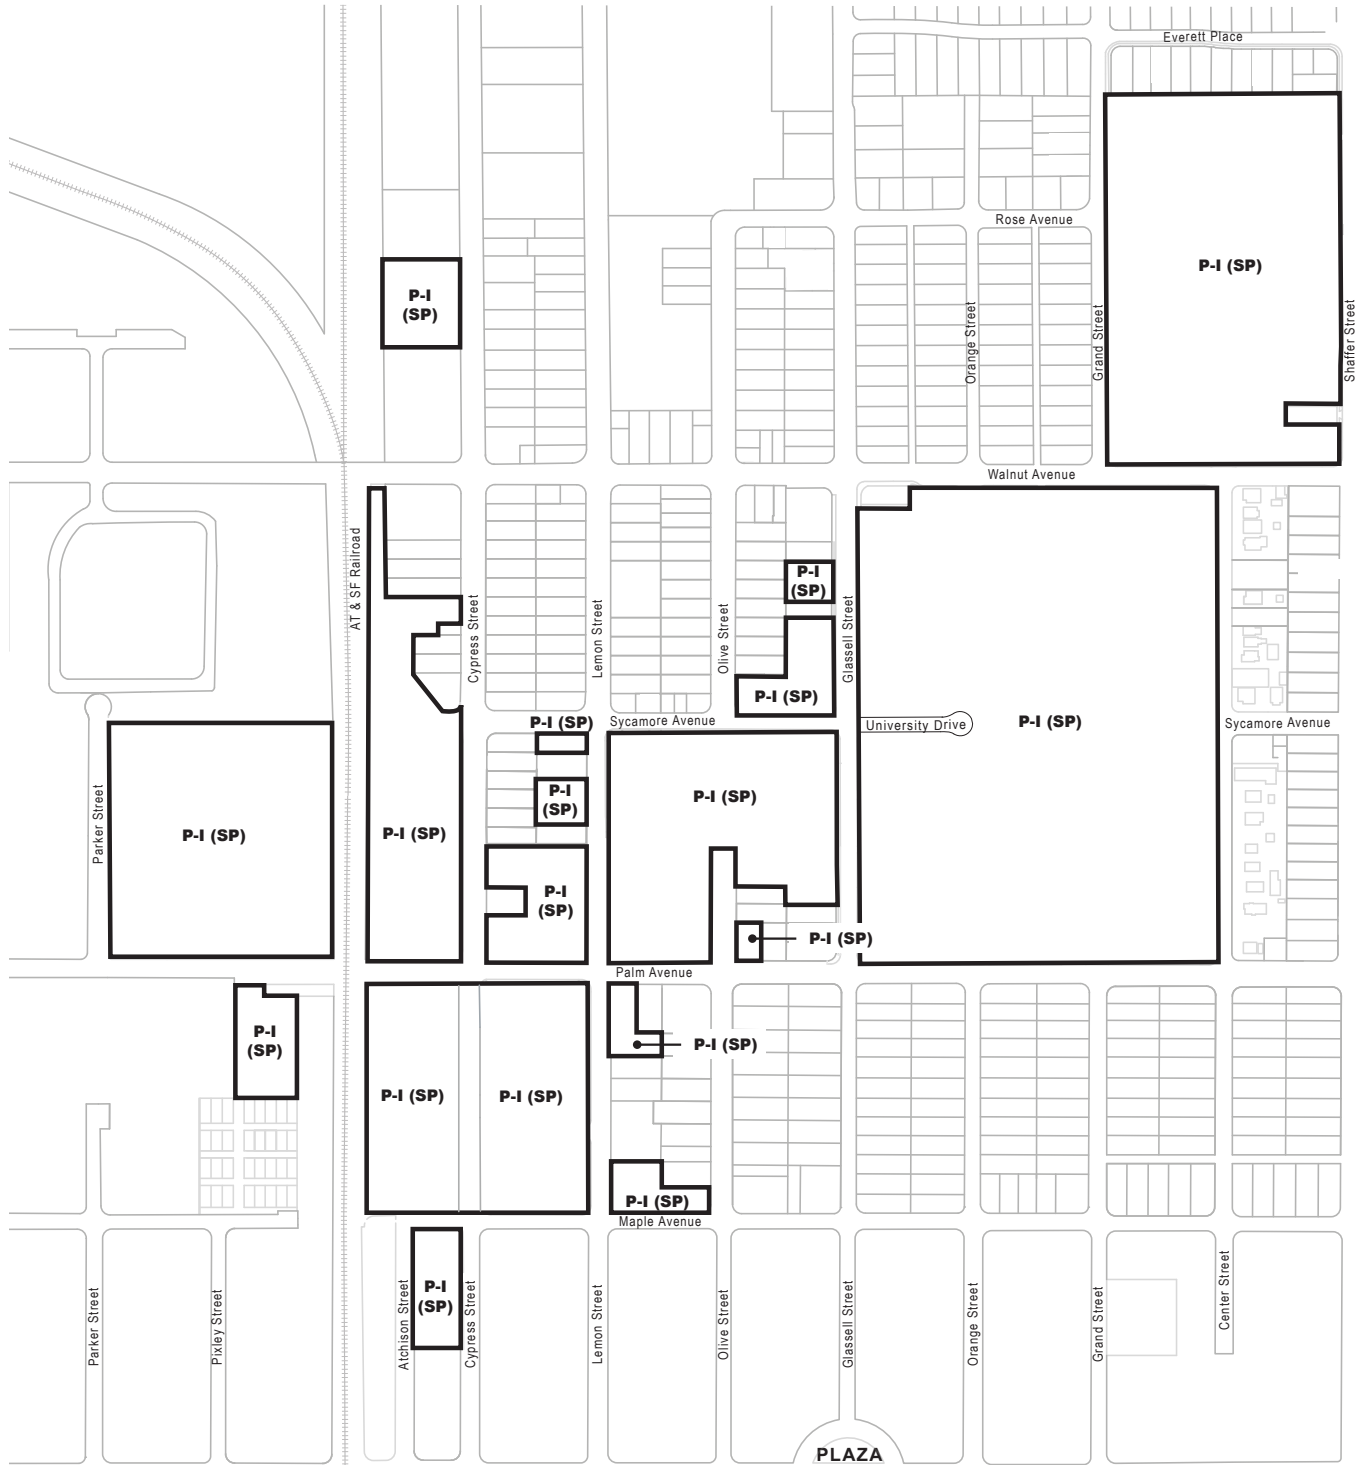 Everett Place
Rose Avenue
P-I (SP)
P-I
(SP)
Orange Street
Grand Street
Shaffer Street
Walnut Avenue
AT & SF Railroad
P-I
(SP)
Cypress Street
Lemon Street
Olive Street
Glassell Street
P-I (SP)
P-I (SP)
Sycamore Avenue
University Drive
P-I (SP)
Sycamore Avenue
Parker Street
P-I (SP)
P-I (SP)
P-I
(SP)
P-I (SP)
P-I
(SP)
P-I (SP)
Palm Avenue
P-I
(SP)
P-I (SP)
P-I (SP)
P-I (SP)
P-I (SP)
Maple Avenue
Parker Street
Pixley Street
Atchison Street
P-I
(SP)
Cypress Street
Lemon Street
Olive Street
Glassell Street
Orange Street
Grand Street
Center Street
PLAZA